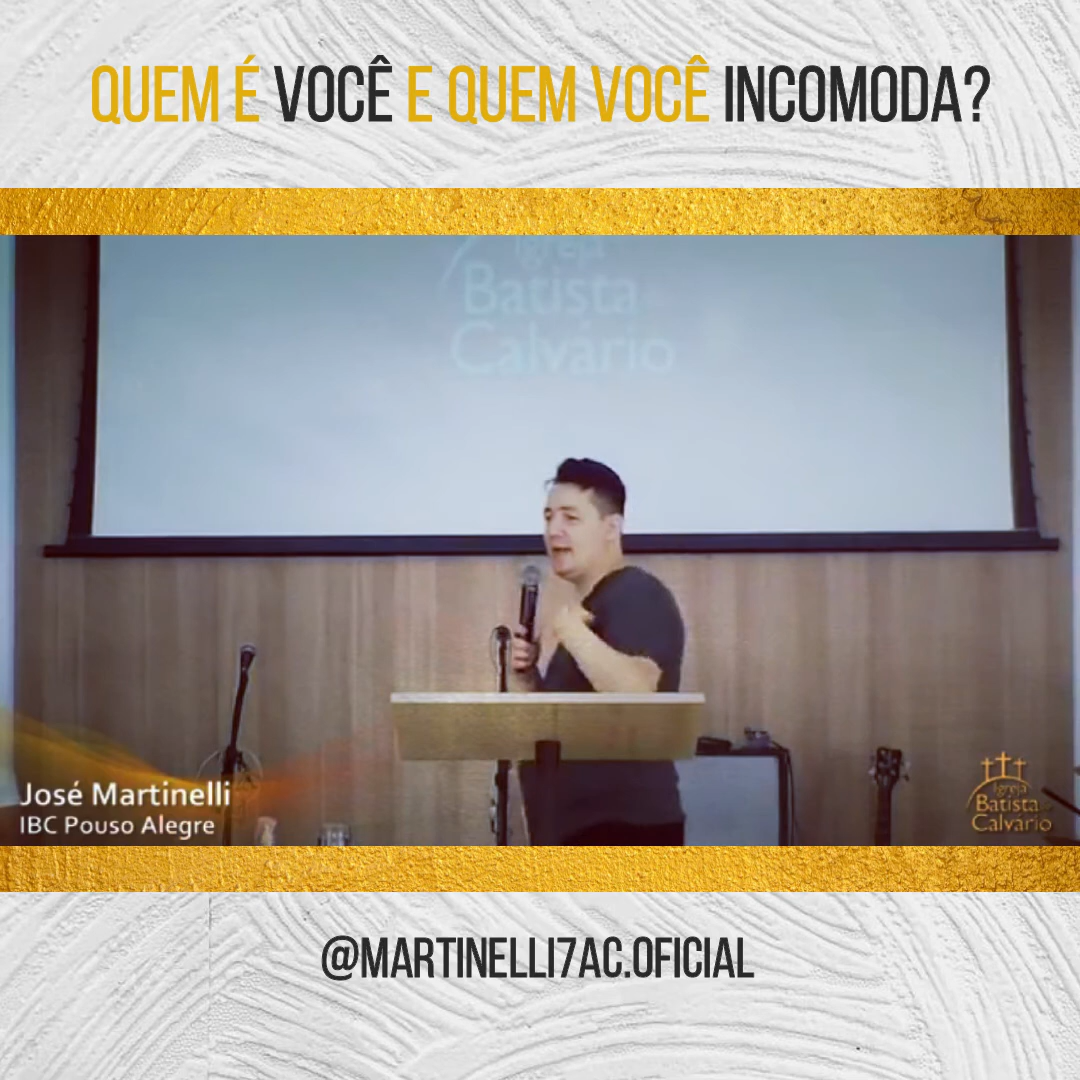 QUEM É VOCÊ E QUEM VOCÊ INCOMODA?
Igreja
Batista
Calvário
José Martinelli
IBC Pouso Alegre
Igreja
Batista
Calvário
@MARTINELLI7AC.OFICIAL